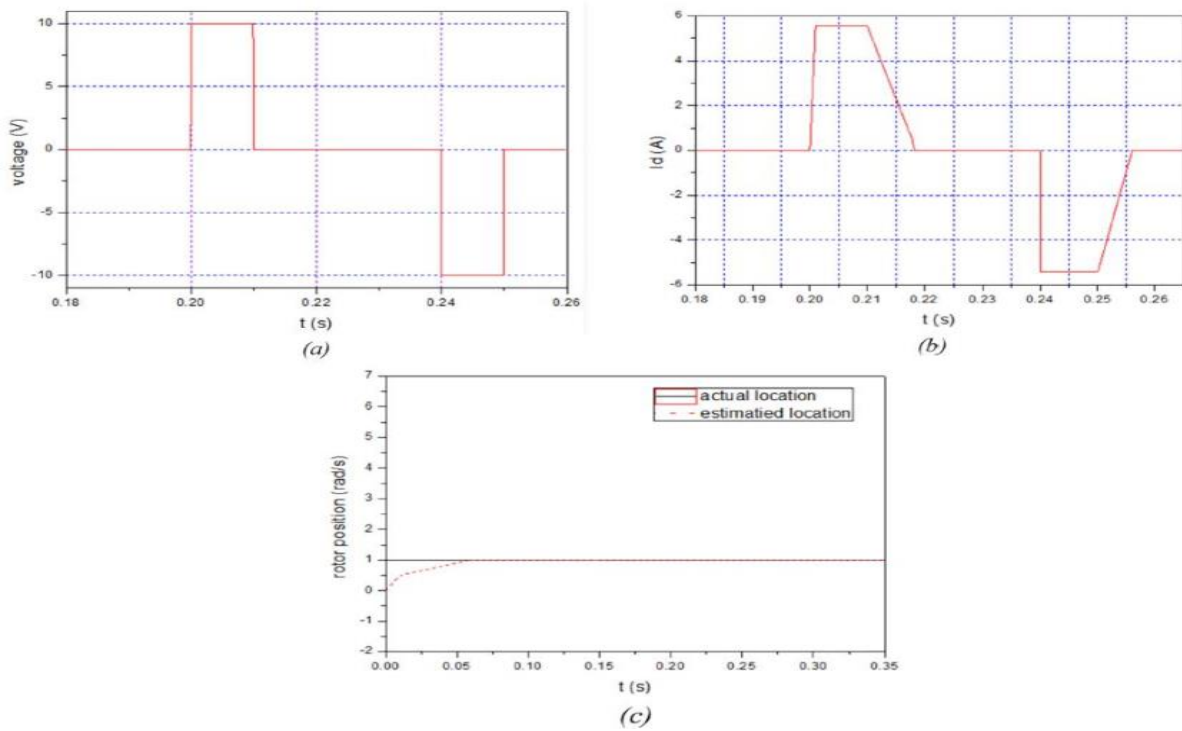 voltage (V)
10
5
0
-5
-10
0.18 0.20 0.22 0.24 0.26
t (s)
(a)
Id (A)
6
4
2
0
-2
-4
-6
0.18 0.19 0.20 0.21 0.22 0.23 0.24 0.25 0.26
t (s)
(b)
rotor position (rad/s)
7
6
5
4
3
2
1
0
-1
-2
actual location
estimatied location
0.00 0.05 0.10 0.15 0.20 0.25 0.30 0.35
t (s)
(c)